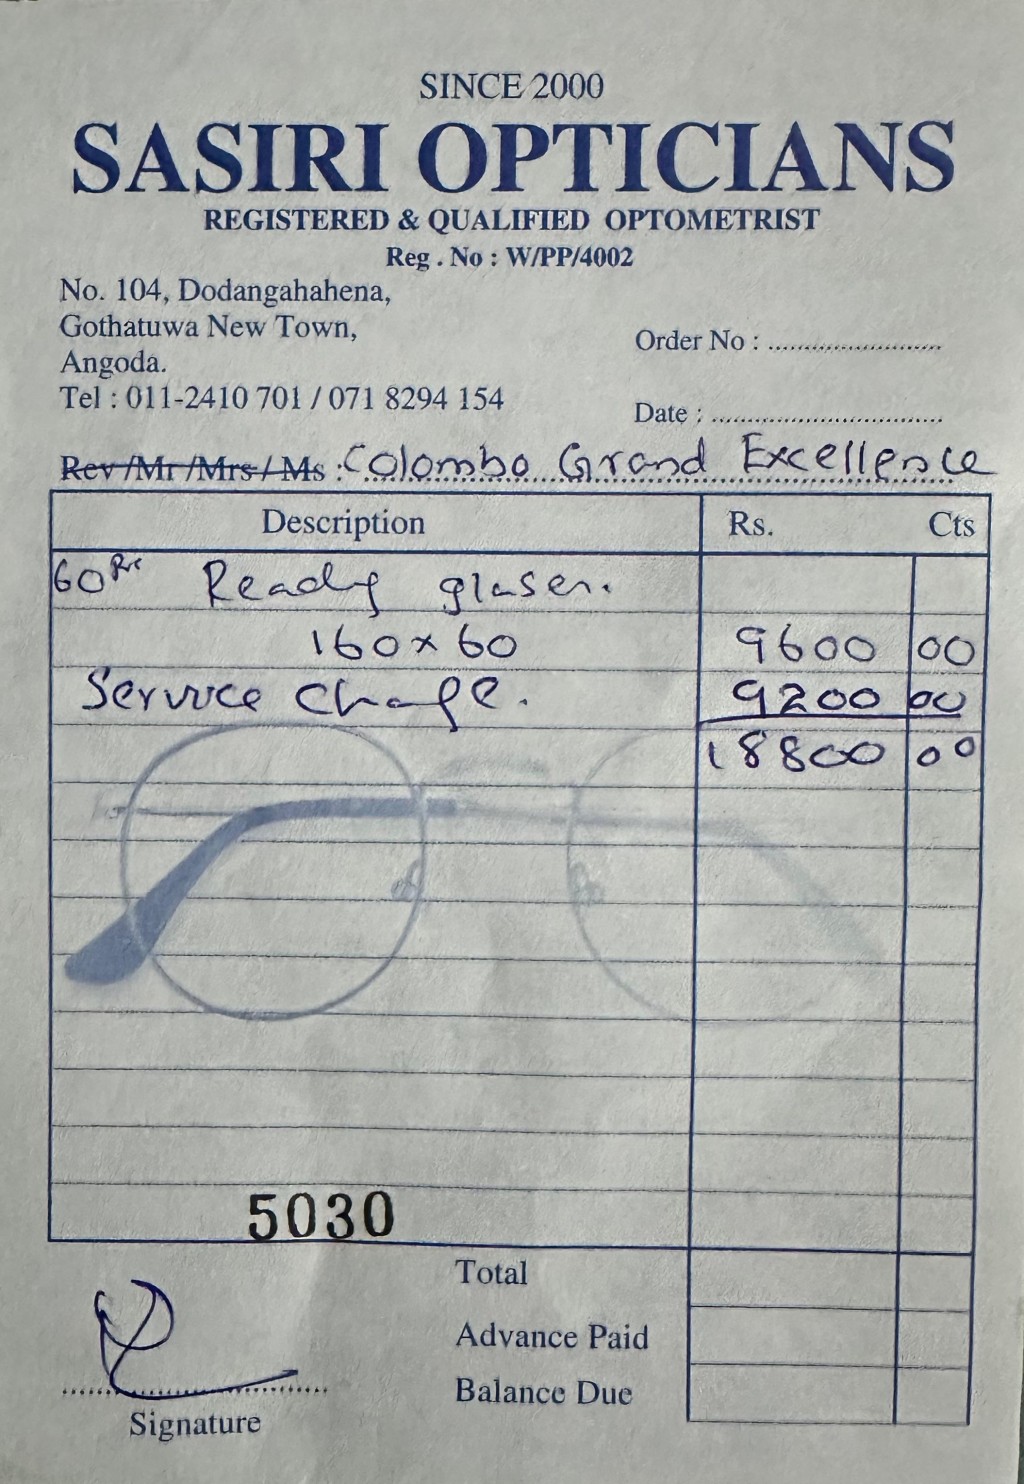 SINCE 2000
SASIRI OPTICIANS
REGISTERED & QUALIFIED OPTOMETRIST
Reg . No : W/PP/4002
No. 104, Dodangahahena,
Gothatuwa New Town,
Angoda.
Tel : 011-2410 701 / 071 8294 154
Order No : ..........................
Date : ................................
Rev /Mr /Mrs / Ms : Colombo Grand Excellence
Description Rs. Cts
60 Ready glasses.
160 x 60 9600 00
Service Charge. 9200 00
18800 00
5030
Total
Advance Paid
Balance Due
Signature